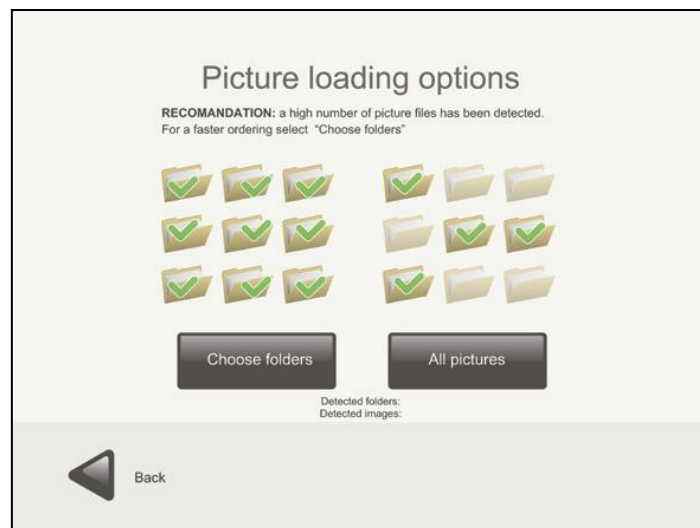 Picture loading options
RECOMANDATION: a high number of picture files has been detected.
For a faster ordering select "Choose folders"
Choose folders
All pictures
Detected folders:
Detected images:
Back